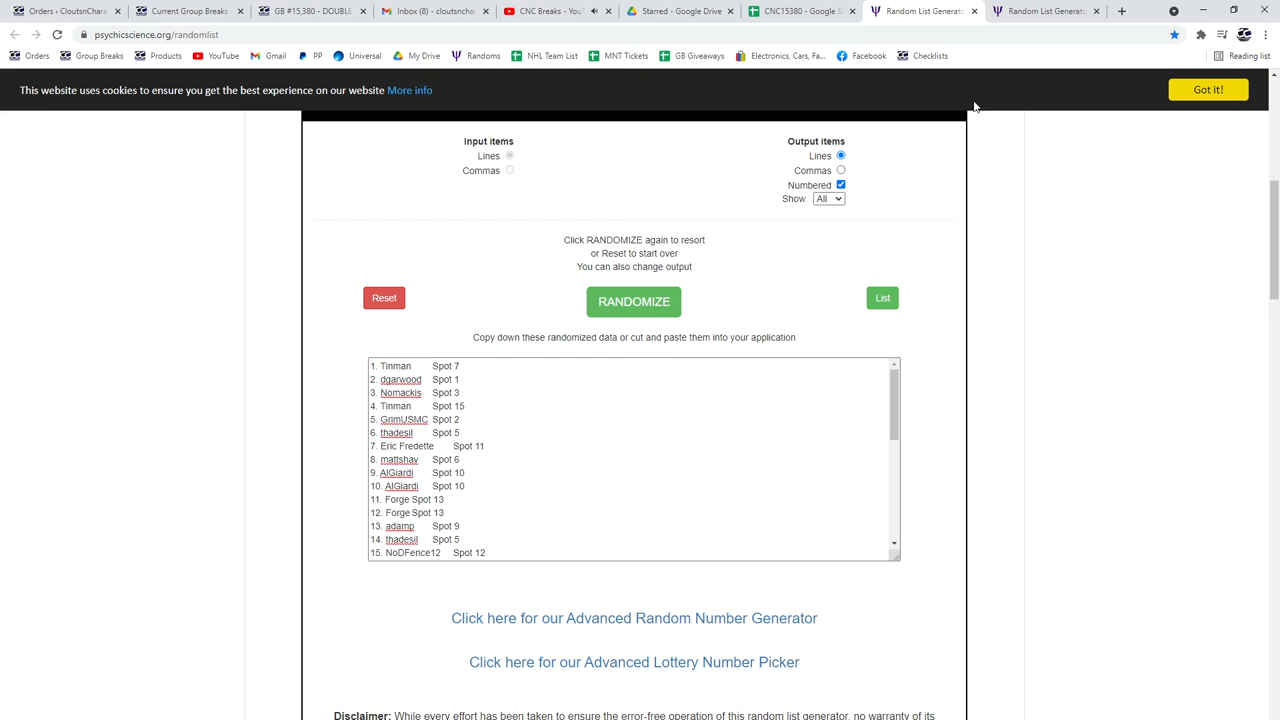 Orders · CloutsnChara
Current Group Breaks
GB #15,380 - DOUBLE
Inbox (8) - cloutsnchar
CNC Breaks - You
Starred - Google Drive
CNC15380 - Google S
Random List Generato
Random List Generato
psychicscience.org/randomlist
Orders
Group Breaks
Products
YouTube
Gmail
PP
Universal
My Drive
Randoms
NHL Team List
MNT Tickets
GB Giveaways
Electronics, Cars, Fa...
Facebook
Checklists
Reading list
This website uses cookies to ensure you get the best experience on our website More info
Got it!
Input items
Lines
Commas
Output items
Lines
Commas
Numbered
Show All
Click RANDOMIZE again to resort
or Reset to start over
You can also change output
Reset
RANDOMIZE
List
Copy down these randomized data or cut and paste them into your application
1. Tinman Spot 7
2. dgarwood Spot 1
3. Nomackis Spot 3
4. Tinman Spot 15
5. GrimUSMC Spot 2
6. thadesil Spot 5
7. Eric Fredette Spot 11
8. mattshay Spot 6
9. AlGiardi Spot 10
10. AlGiardi Spot 10
11. Forge Spot 13
12. Forge Spot 13
13. adamp Spot 9
14. thadesil Spot 5
15. NoDFence12 Spot 12
Click here for our Advanced Random Number Generator
Click here for our Advanced Lottery Number Picker
Disclaimer: While every effort has been taken to ensure the error-free operation of this random list generator, no warranty of its